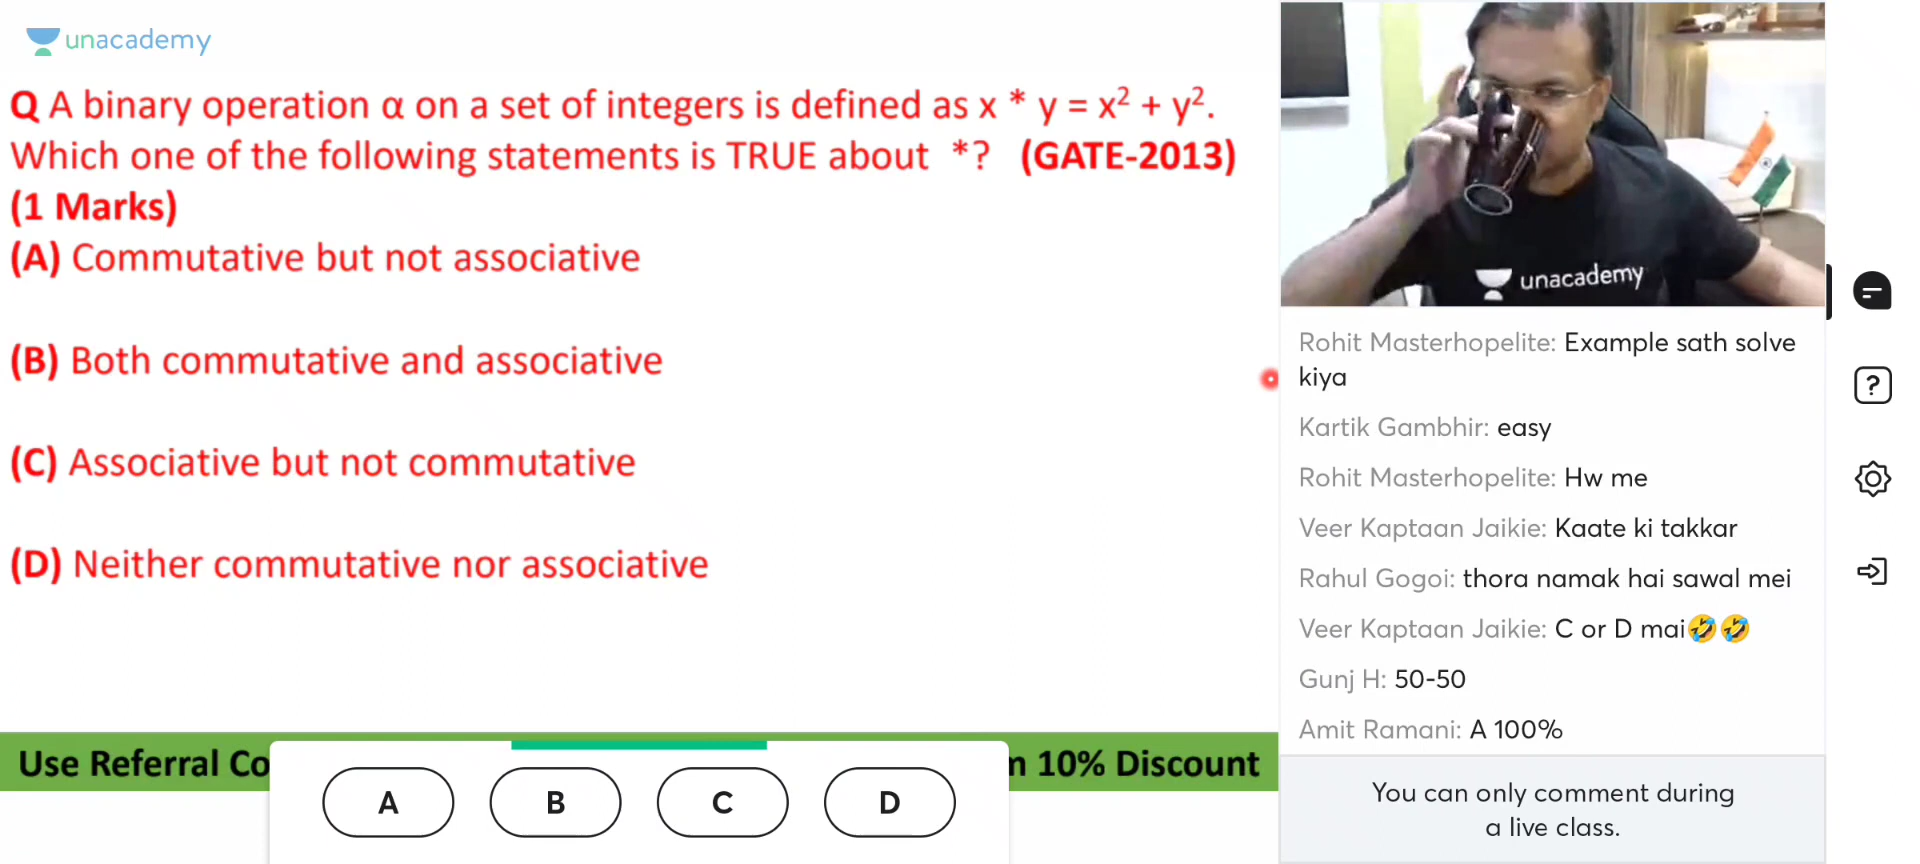 unacademy
Q A binary operation α on a set of integers is defined as x * y = x² + y².
Which one of the following statements is TRUE about *? (GATE-2013)
(1 Marks)
(A) Commutative but not associative
(B) Both commutative and associative
(C) Associative but not commutative
(D) Neither commutative nor associative
Use Referral Co
10% Discount
A
B
C
D
unacademy
Rohit Masterhopelite: Example sath solve
kiya
Kartik Gambhir: easy
Rohit Masterhopelite: Hw me
Veer Kaptaan Jaikie: Kaate ki takkar
Rahul Gogoi: thora namak hai sawal mei
Veer Kaptaan Jaikie: C or D mai🤣🤣
Gunj H: 50-50
Amit Ramani: A 100%
You can only comment during
a live class.
?